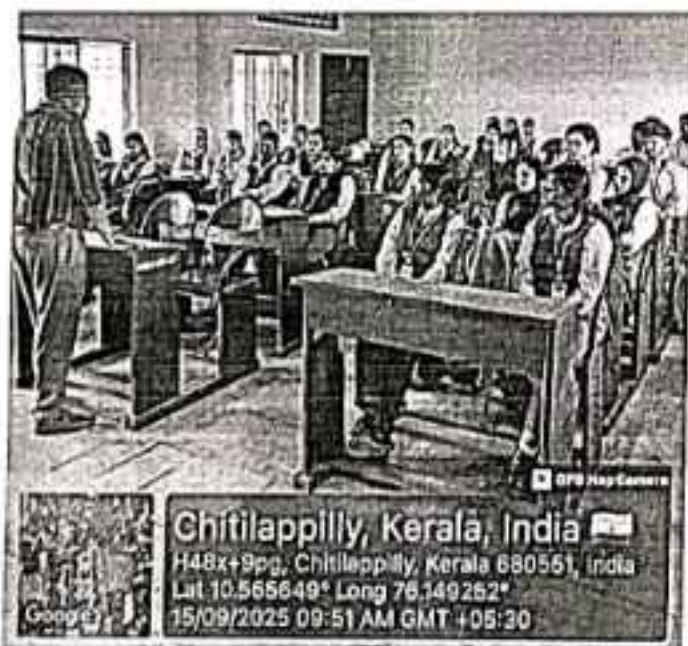 GPS Map Camera
Chitilappilly, Kerala, India
H48x+9pg, Chitilappilly, Kerala 680551, India
Lat 10.565649° Long 76.149252°
15/09/2025 09:51 AM GMT +05:30
Google